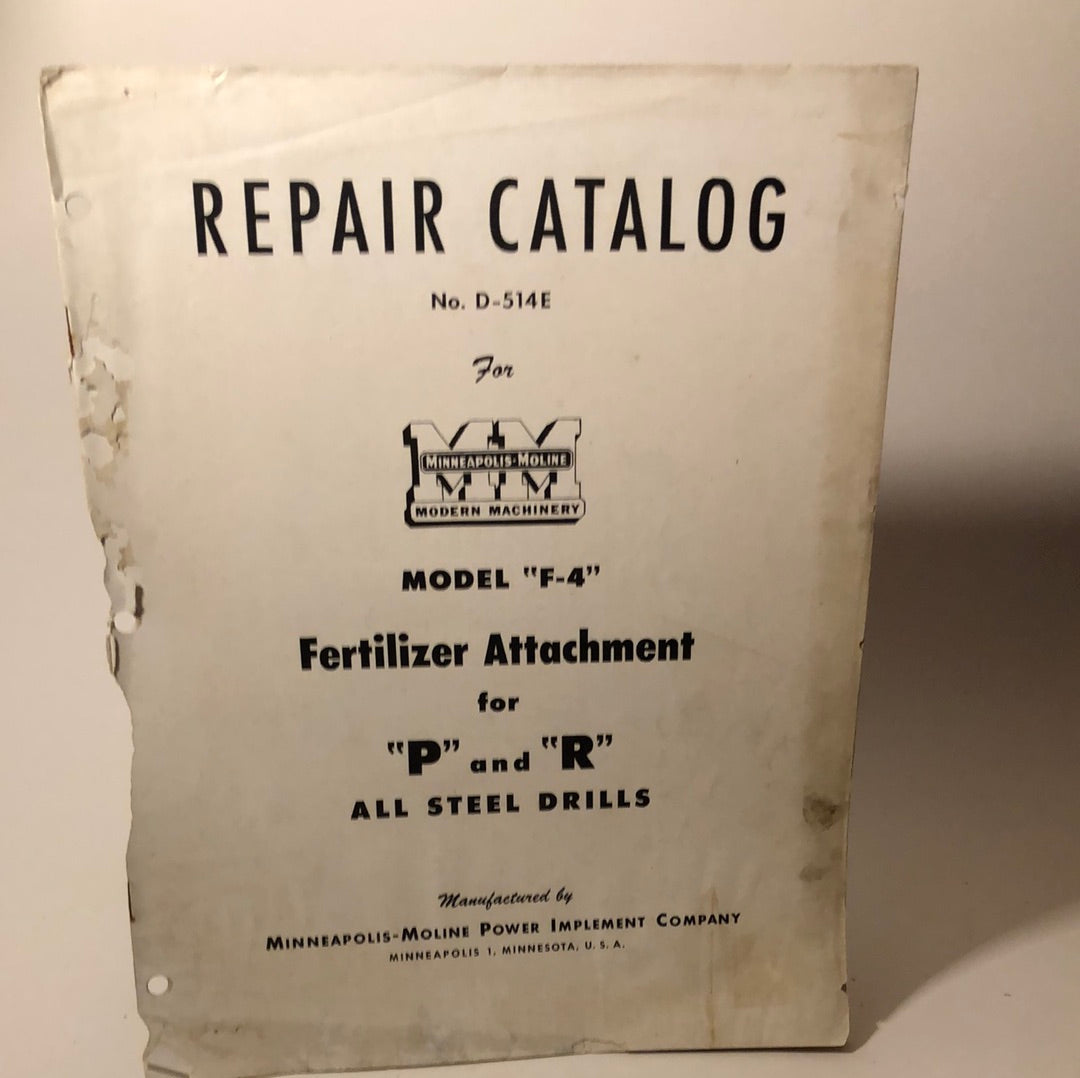 REPAIR CATALOG
No. D-514E
For
MM
MINNEAPOLIS-MOLINE
MODERN MACHINERY
MODEL "F-4"
Fertilizer Attachment
for
"P" and "R"
ALL STEEL DRILLS
Manufactured by
MINNEAPOLIS-MOLINE POWER IMPLEMENT COMPANY
MINNEAPOLIS 1, MINNESOTA, U. S. A.